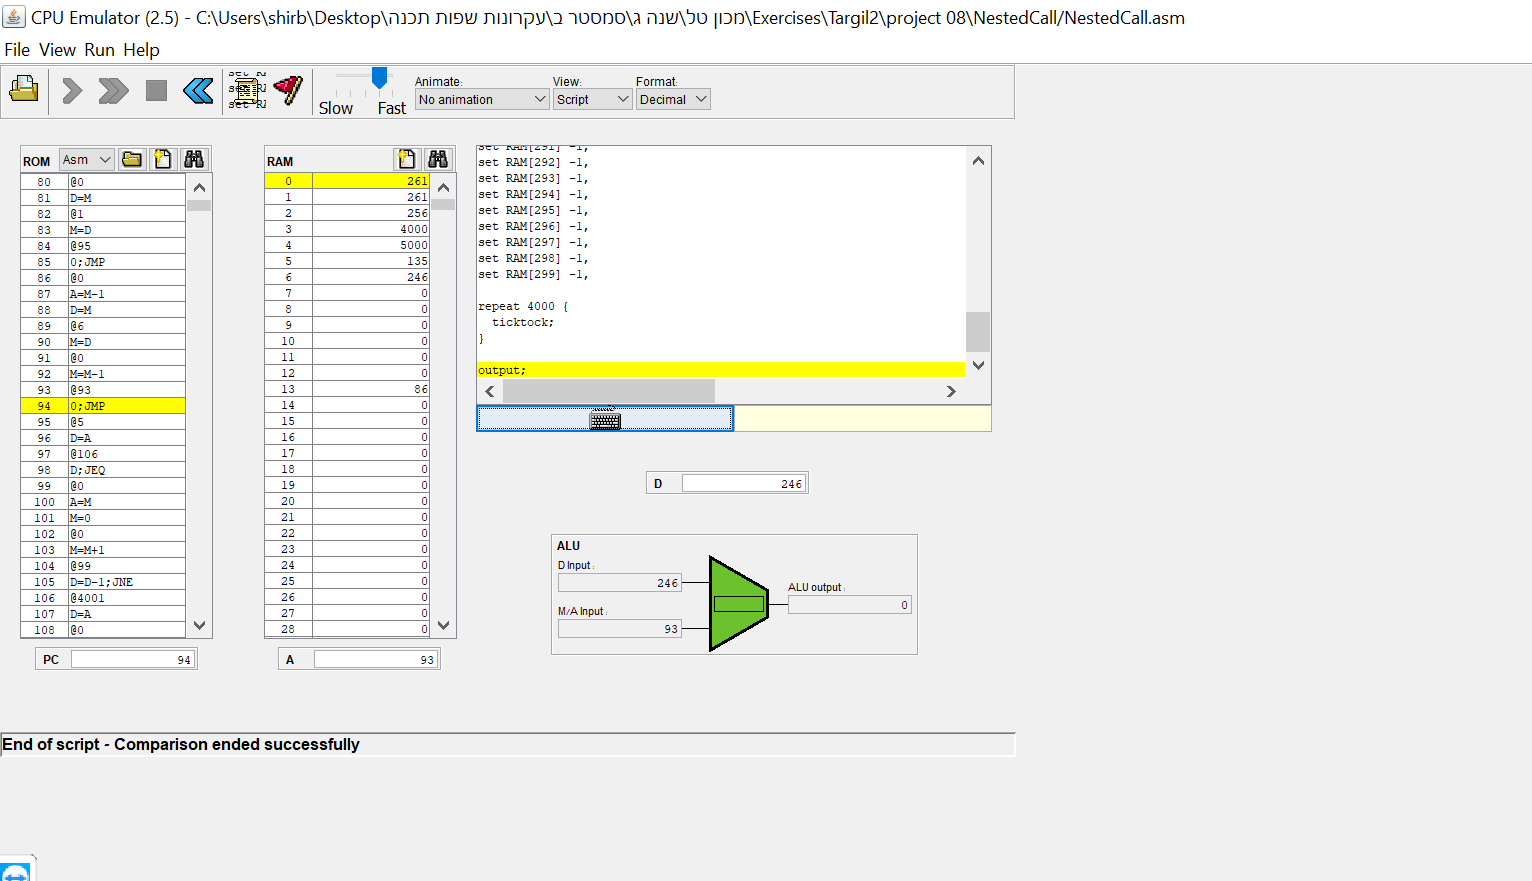 CPU Emulator (2.5) - C:\Users\shirb\Desktop\מכון טל\שנה ג\סמסטר ב\עקרונות שפות תכנה\Exercises\Targil2\project 08\NestedCall/NestedCall.asm
File View Run Help
Slow Fast
Animate:
No animation
View:
Script
Format:
Decimal
ROM Asm
80 @0
81 D=M
82 @1
83 M=D
84 @95
85 0;JMP
86 @0
87 A=M-1
88 D=M
89 @6
90 M=D
91 @0
92 M=M-1
93 @93
94 0;JMP
95 @5
96 D=A
97 @106
98 D;JEQ
99 @0
100 A=M
101 M=0
102 @0
103 M=M+1
104 @99
105 D=D-1;JNE
106 @4001
107 D=A
108 @0
PC 94
RAM
0 261
1 261
2 256
3 4000
4 5000
5 135
6 246
7 0
8 0
9 0
10 0
11 0
12 0
13 86
14 0
15 0
16 0
17 0
18 0
19 0
20 0
21 0
22 0
23 0
24 0
25 0
26 0
27 0
28 0
A 93
set RAM[291] -1,
set RAM[292] -1,
set RAM[293] -1,
set RAM[294] -1,
set RAM[295] -1,
set RAM[296] -1,
set RAM[297] -1,
set RAM[298] -1,
set RAM[299] -1,
repeat 4000 {
ticktock;
}
output;
D 246
ALU
D Input :
246
M/A Input :
93
ALU output :
0
End of script - Comparison ended successfully